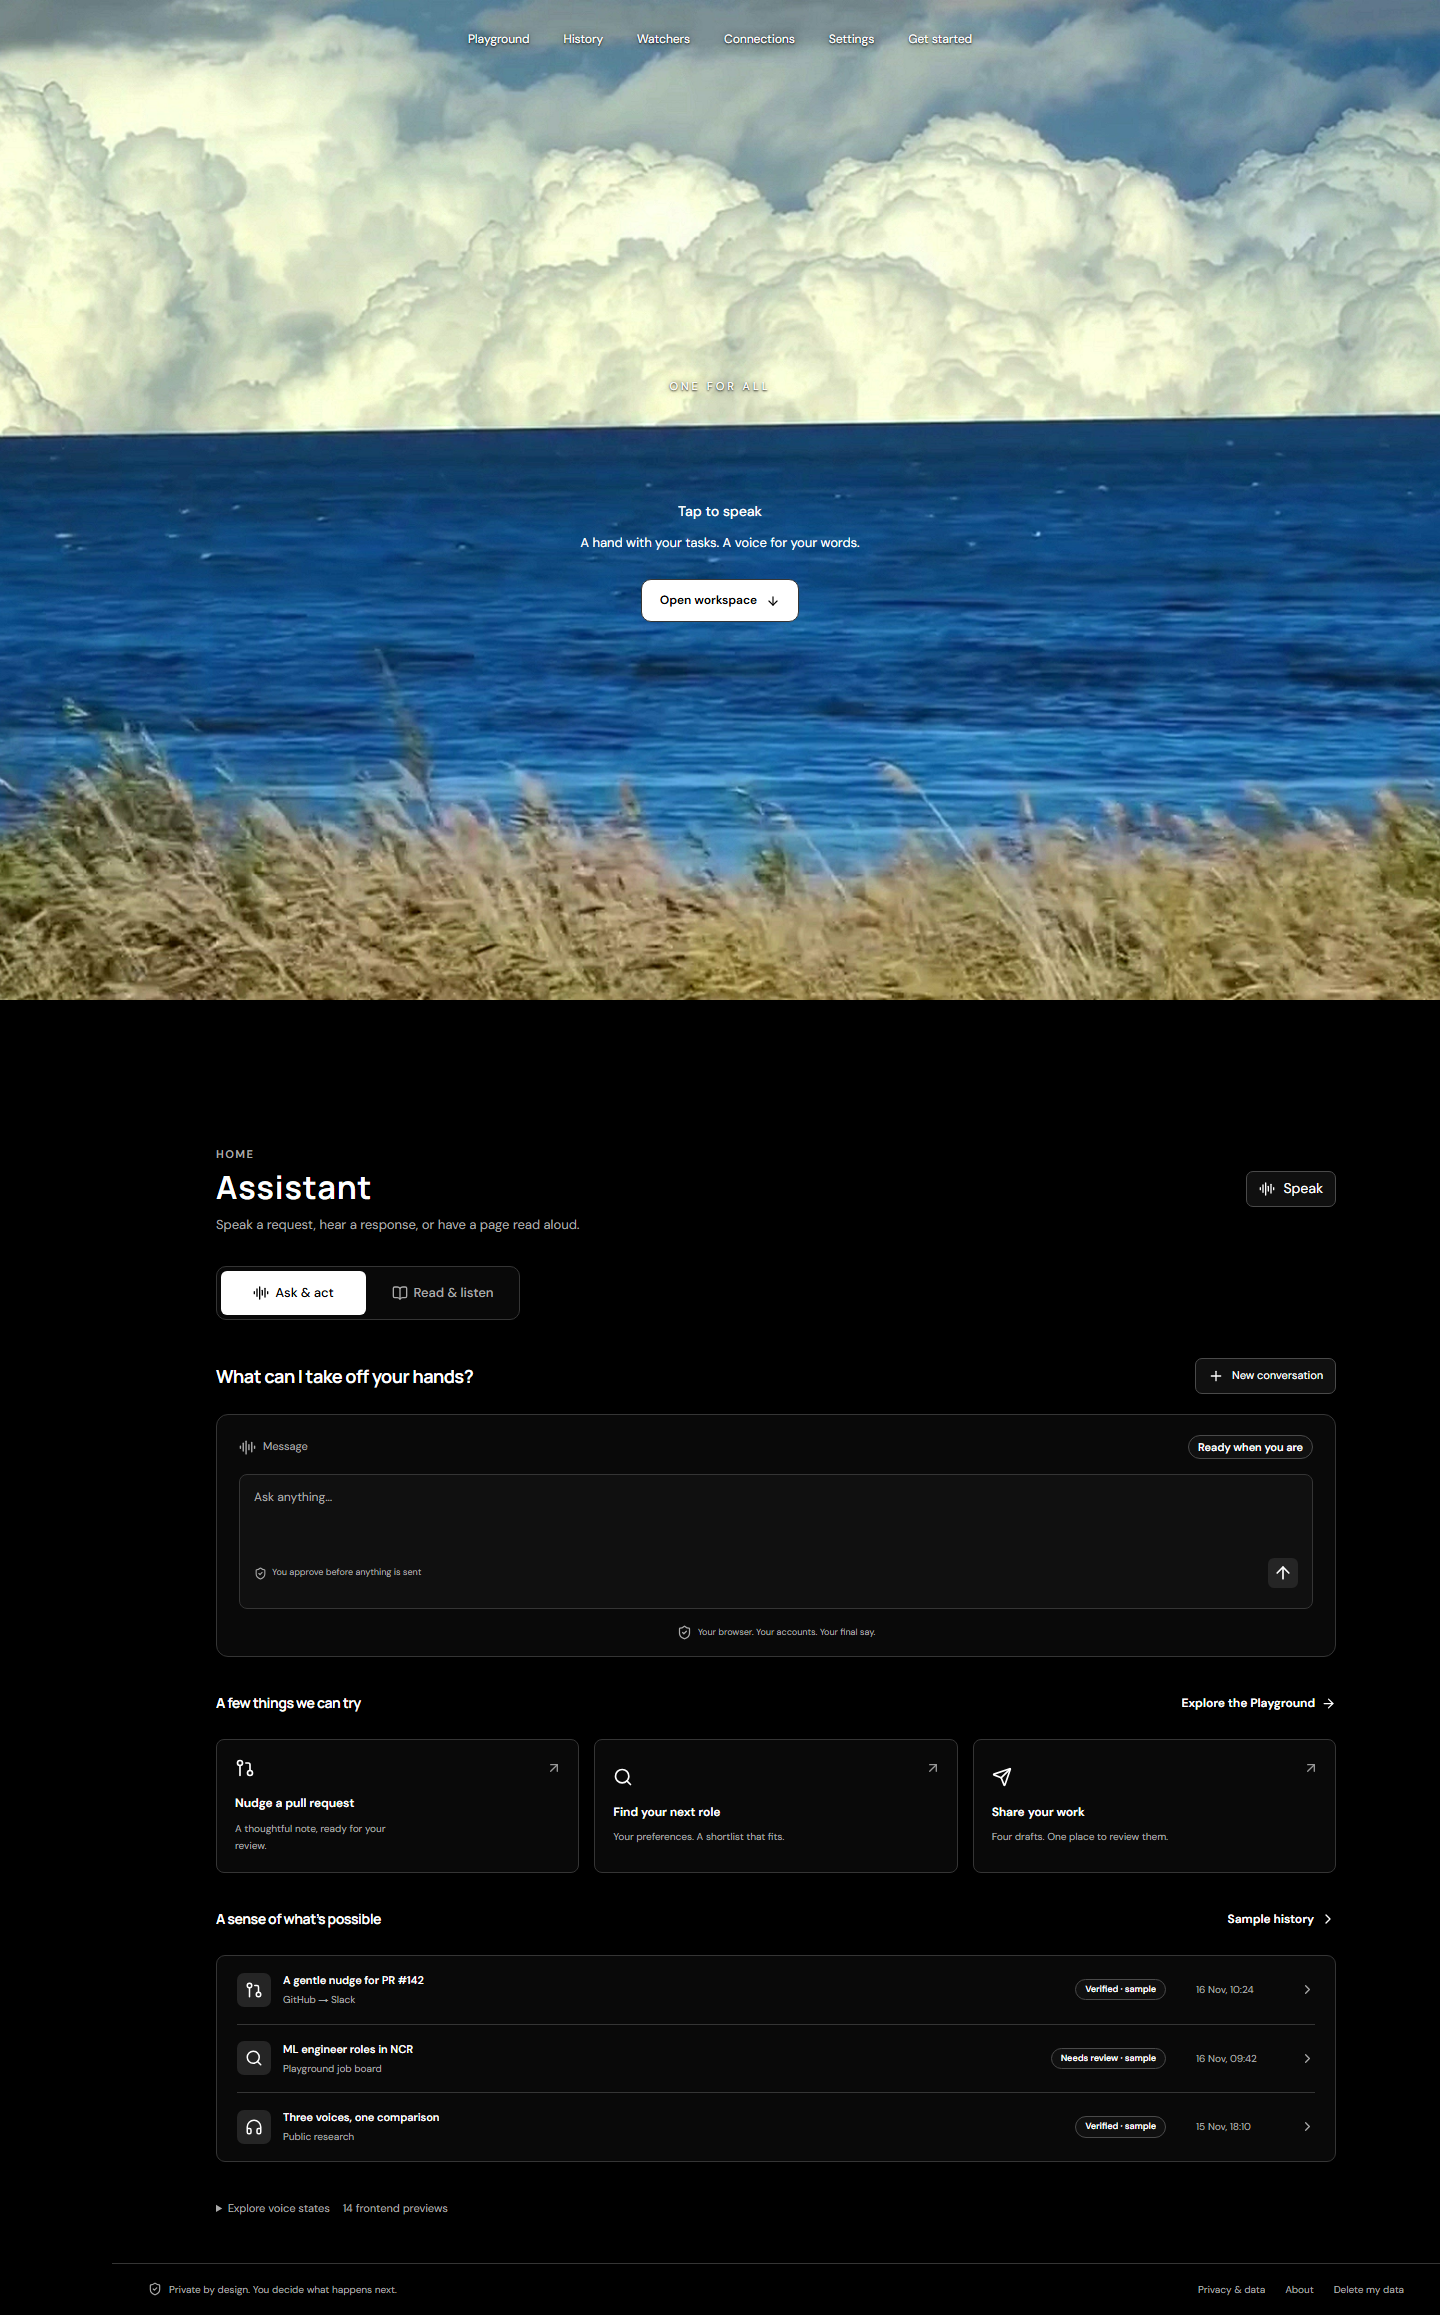 Playground History Watchers Connections Settings Get started
ONE FOR ALL
Tap to speak
A hand with your tasks. A voice for your words.
Open workspace
HOME
Assistant
Speak
Speak a request, hear a response, or have a page read aloud.
Ask & act
Read & listen
What can I take off your hands?
New conversation
Message
Ready when you are
Ask anything...
You approve before anything is sent
Your browser. Your accounts. Your final say.
A few things we can try
Explore the Playground
Nudge a pull request
A thoughtful note, ready for your
review.
Find your next role
Your preferences. A shortlist that fits.
Share your work
Four drafts. One place to review them.
A sense of what's possible
Sample history
A gentle nudge for PR #142
GitHub → Slack
Verified · sample
16 Nov, 10:24
ML engineer roles in NCR
Playground job board
Needs review · sample
16 Nov, 09:42
Three voices, one comparison
Public research
Verified · sample
15 Nov, 18:10
Explore voice states 14 frontend previews
Private by design. You decide what happens next.
Privacy & data About Delete my data